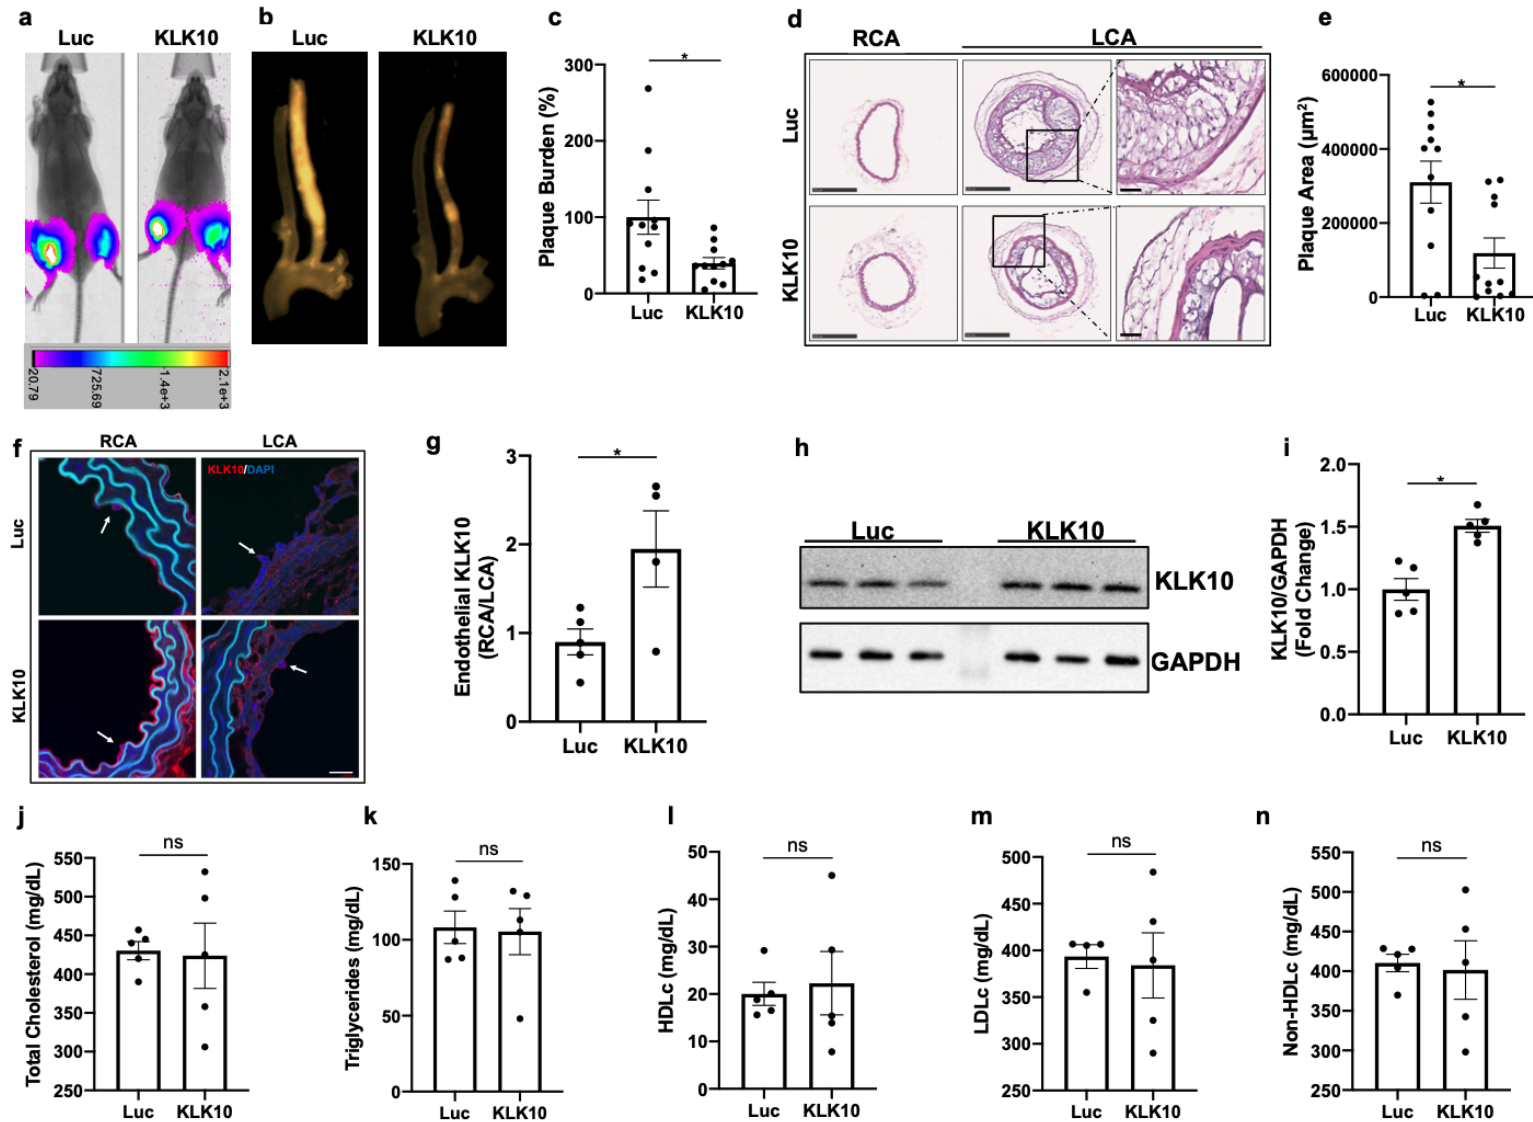 a
Luc KLK10
20.79 725.69 1.4e+3 2.1e+3
b
Luc KLK10
c
Plaque Burden (%)
300
200
100
0
*
Luc KLK10
d
RCA LCA
Luc
KLK10
e
Plaque Area (µm²)
600000
400000
200000
0
*
Luc KLK10
f
RCA LCA
KLK10/DAPI
Luc
KLK10
g
Endothelial KLK10
(RCA/LCA)
3
2
1
0
*
Luc KLK10
h
Luc KLK10
KLK10
GAPDH
i
KLK10/GAPDH
(Fold Change)
2.0
1.5
1.0
0.5
0.0
*
Luc KLK10
j
Total Cholesterol (mg/dL)
550
500
450
400
350
300
250
ns
Luc KLK10
k
Triglycerides (mg/dL)
150
100
50
0
ns
Luc KLK10
l
HDLc (mg/dL)
50
40
30
20
10
0
ns
Luc KLK10
m
LDLc (mg/dL)
500
450
400
350
300
250
ns
Luc KLK10
n
Non-HDLc (mg/dL)
550
500
450
400
350
300
250
ns
Luc KLK10